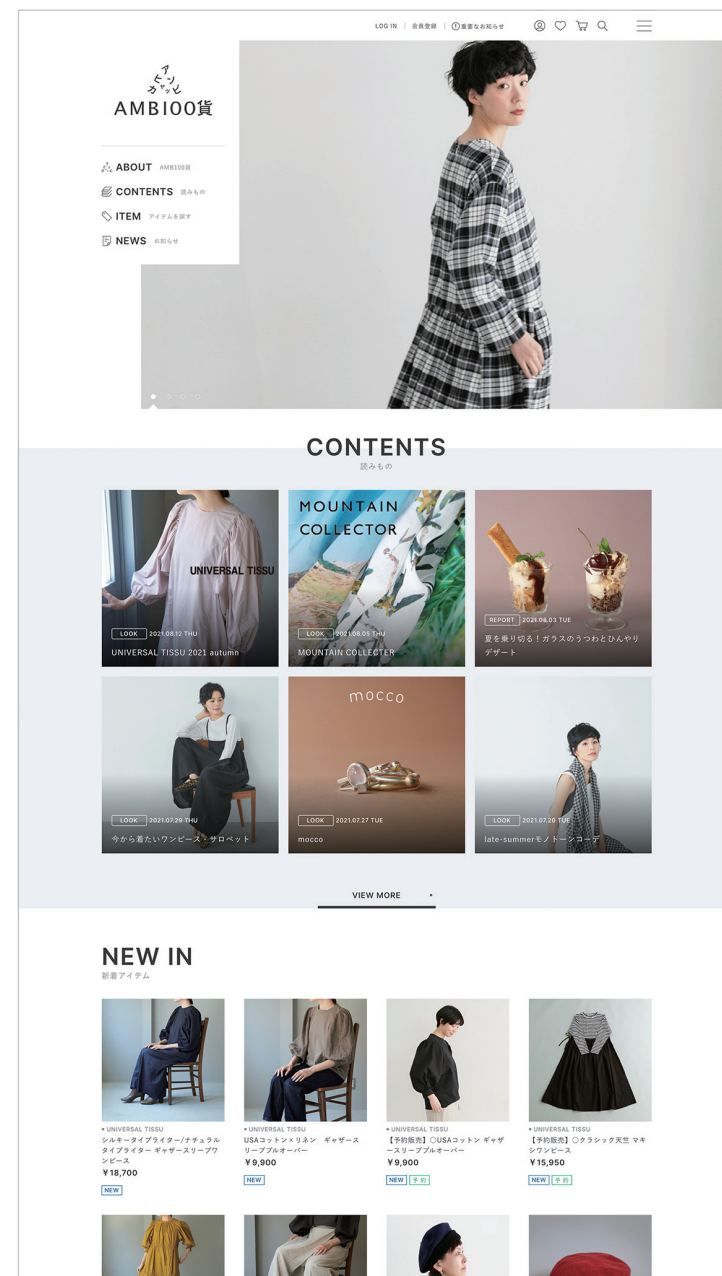 LOG IN
会員登録
重要なお知らせ
アンビ
カヒャッ
AMB100貨
ABOUT AMB100貨
CONTENTS 読みもの
ITEM アイテムを探す
NEWS お知らせ
CONTENTS
読みもの
UNIVERSAL TISSU
LOOK 2021.08.12 THU
UNIVERSAL TISSU 2021 autumn
MOUNTAIN
COLLECTOR
LOOK 2021.08.05 THU
MOUNTAIN COLLECTER
REPORT 2021.08.03 TUE
夏を乗り切る！ガラスのうつわとひんやり
デザート
LOOK 2021.07.29 THU
今から着たいワンピース・サロペット
mocco
LOOK 2021.07.27 TUE
mocco
LOOK 2021.07.20 TUE
late-summerモノトーンコーデ
VIEW MORE
NEW IN
新着アイテム
UNIVERSAL TISSU
シルキータイプライター/ナチュラル
タイプライター ギャザースリーブワ
ンピース
￥18,700
NEW
UNIVERSAL TISSU
USAコットン×リネン　ギャザース
リーブプルオーバー
￥9,900
NEW
UNIVERSAL TISSU
【予約販売】〇USAコットン ギャザ
ースリーブプルオーバー
￥9,900
NEW 予約
UNIVERSAL TISSU
【予約販売】〇クラシック天竺 マキ
シワンピース
￥15,950
NEW 予約